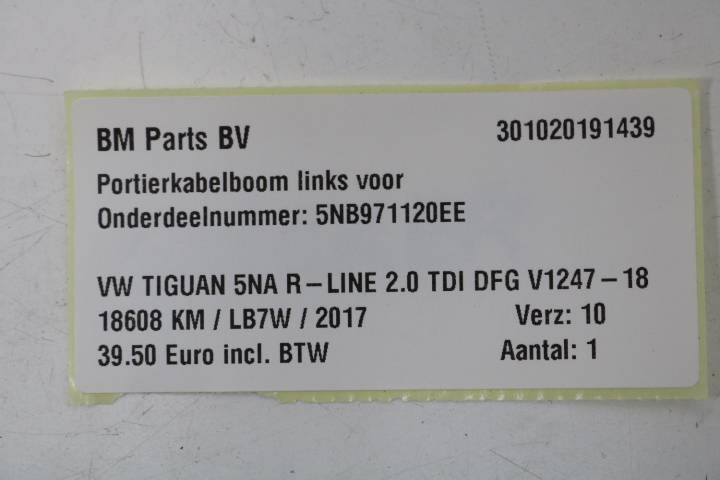 BM Parts BV 301020191439
Portierkabelboom links voor
Onderdeelnummer: 5NB971120EE
VW TIGUAN 5NA R-LINE 2.0 TDI DFG V1247-18
18608 KM / LB7W / 2017 Verz: 10
39.50 Euro incl. BTW Aantal: 1